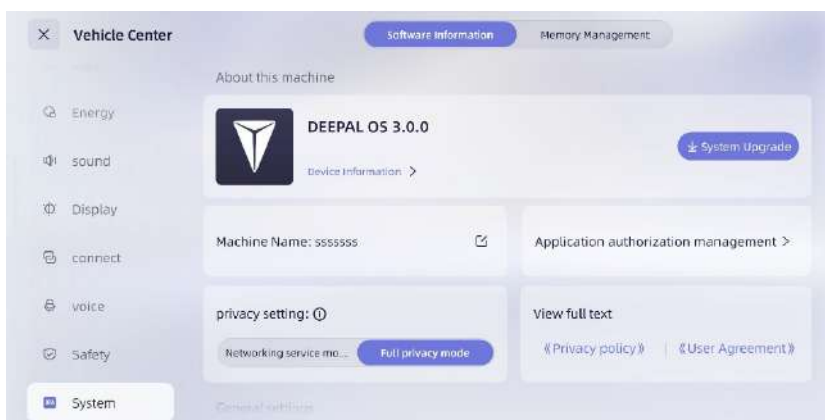 Vehicle Center
Software Information
Memory Management
About this machine
Energy
sound
Display
connect
voice
Safety
System
DEEPAL OS 3.0.0
Device Information >
System Upgrade
Machine Name: sssssss
Application authorization management >
privacy setting:
Networking service mo...
Full privacy mode
View full text
《Privacy policy》 | 《User Agreement》
General settings